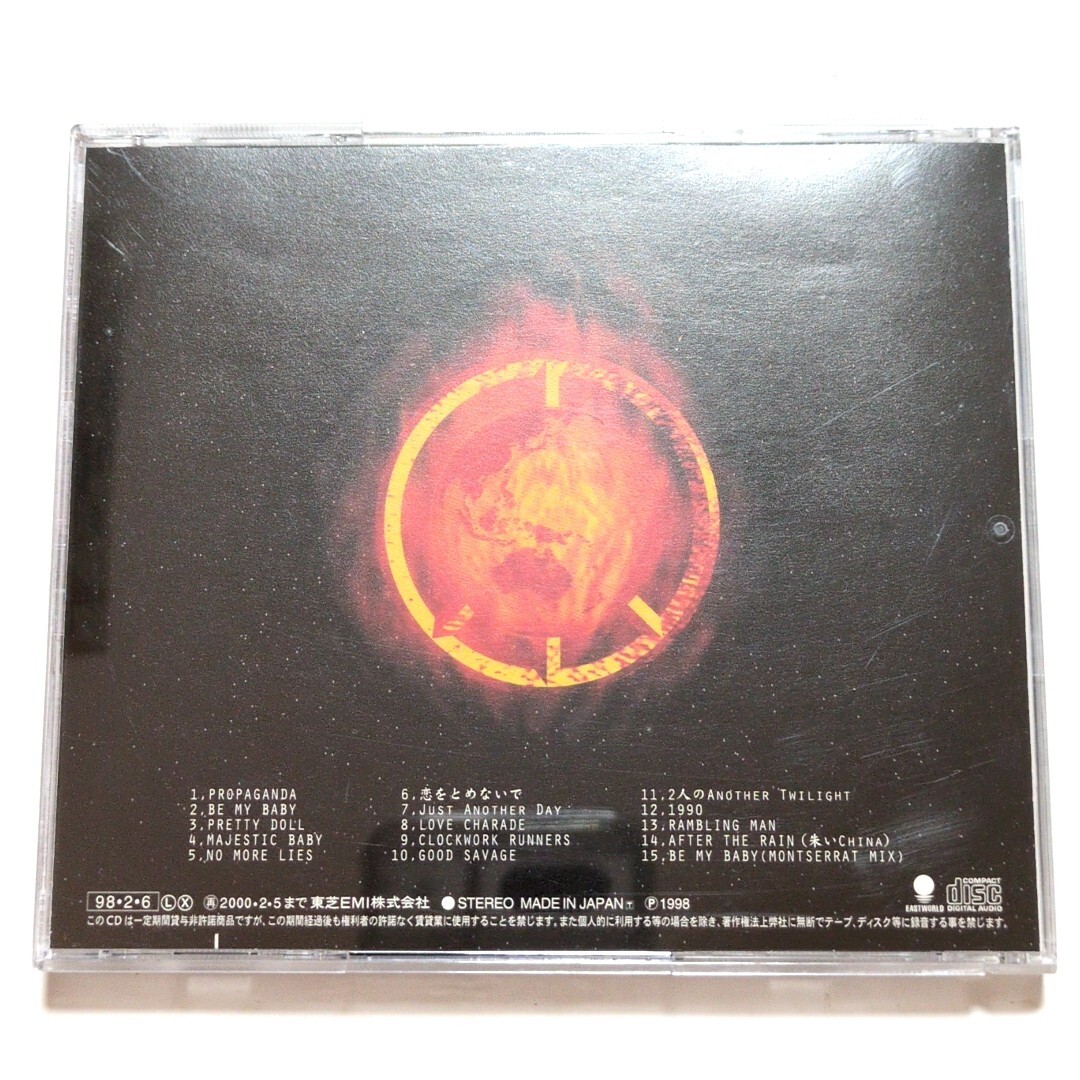 1,PROPAGANDA
2,BE MY BABY
3,PRETTY DOLL
4,MAJESTIC BABY
5,NO MORE LIES
6,恋をとめないで
7,JUST ANOTHER DAY
8,LOVE CHARADE
9,CLOCKWORK RUNNERS
10,GOOD SAVAGE
11,2人のANOTHER TWILIGHT
12,1990
13,RAMBLING MAN
14,AFTER THE RAIN(朱いCHINA)
15,BE MY BABY(MONTSERRAT MIX)
98・2・6 Ⓛ Ⓧ 再 2000・2・5まで 東芝EMI株式会社 ●STEREO MADE IN JAPAN Ⓟ1998
このCDは一定期間貸与非許諾商品ですが、この期間経過後も権利者の許諾なく賃貸業に使用することを禁じます。また個人的に利用する等の場合を除き、著作権法上弊社に無断でテープ、ディスク等に録音する事を禁じます。
EASTWORLD
COMPACT
disc
DIGITAL AUDIO